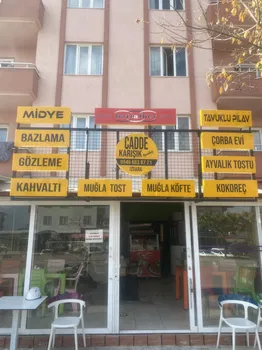 MİDYE
TAVUKLU PİLAV
BAZLAMA
ÇORBA EVİ
GÖZLEME
CADDE
KARIŞIK
AYVALIK TOSTU
KAHVALTI
MUĞLA TOST
MUĞLA KÖFTE
KOKOREÇ